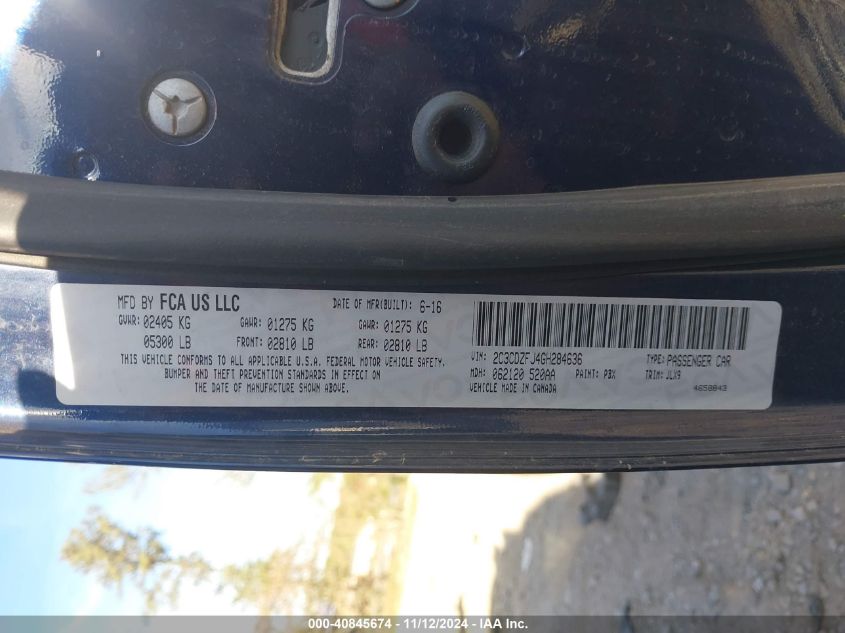 MFD BY FCA US LLC
DATE OF MFR(BUILT): 6-16
GVWR: 02405 KG GAWR: 01275 KG GAWR: 01275 KG
05300 LB FRONT: 02810 LB REAR: 02810 LB
THIS VEHICLE CONFORMS TO ALL APPLICABLE U.S.A. FEDERAL MOTOR VEHICLE SAFETY,
BUMPER AND THEFT PREVENTION STANDARDS IN EFFECT ON
THE DATE OF MANUFACTURE SHOWN ABOVE.
VIN: 2C3CDZFJ4GH284636 TYPE: PASSENGER CAR
MDH: 062120 520AA PAINT: PBX TRIM: JLX9
VEHICLE MADE IN CANADA 4658843
000-40845674 | 11/12/2024 | IAA Inc.